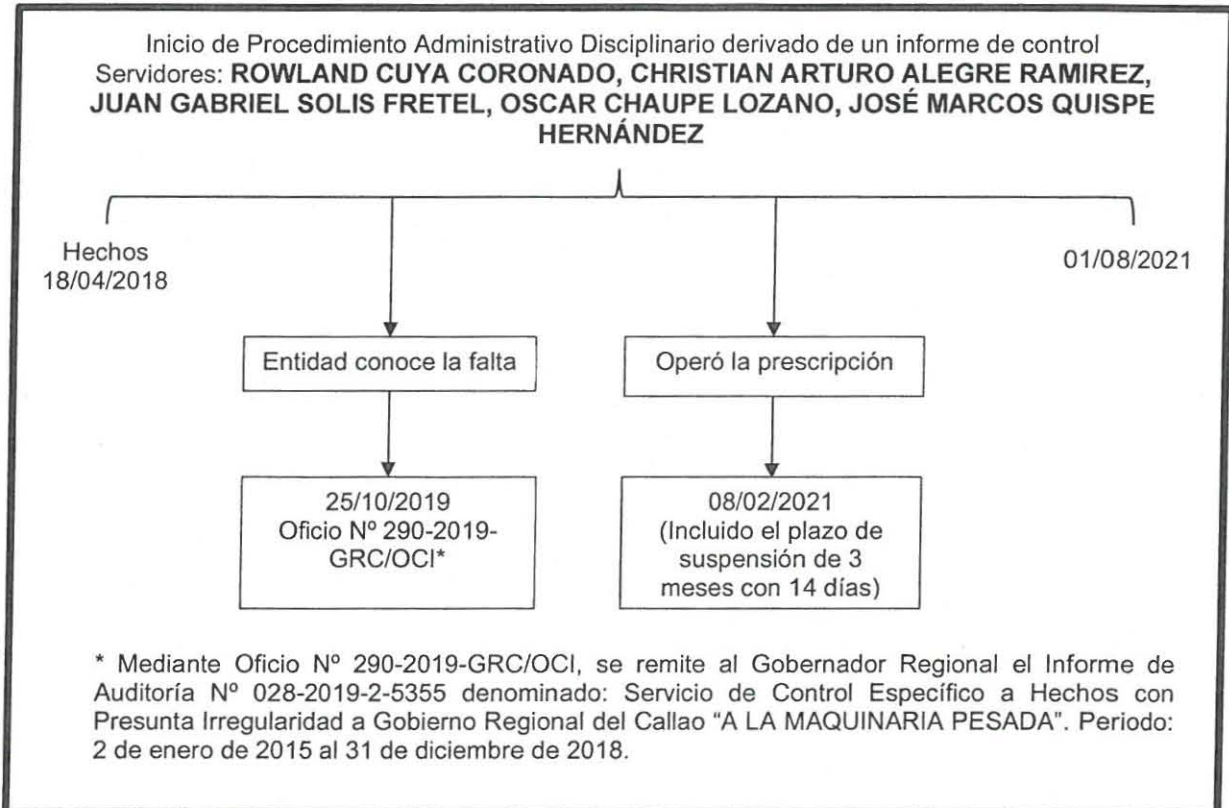 Inicio de Procedimiento Administrativo Disciplinario derivado de un informe de control
Servidores: ROWLAND CUYA CORONADO, CHRISTIAN ARTURO ALEGRE RAMIREZ,
JUAN GABRIEL SOLIS FRETEL, OSCAR CHAUPE LOZANO, JOSÉ MARCOS QUISPE
HERNÁNDEZ
Hechos
18/04/2018
01/08/2021
Entidad conoce la falta
Operó la prescripción
25/10/2019
Oficio Nº 290-2019-
GRC/OCI*
08/02/2021
(Incluido el plazo de
suspensión de 3
meses con 14 días)
* Mediante Oficio Nº 290-2019-GRC/OCI, se remite al Gobernador Regional el Informe de
Auditoría Nº 028-2019-2-5355 denominado: Servicio de Control Específico a Hechos con
Presunta Irregularidad a Gobierno Regional del Callao “A LA MAQUINARIA PESADA”. Periodo:
2 de enero de 2015 al 31 de diciembre de 2018.